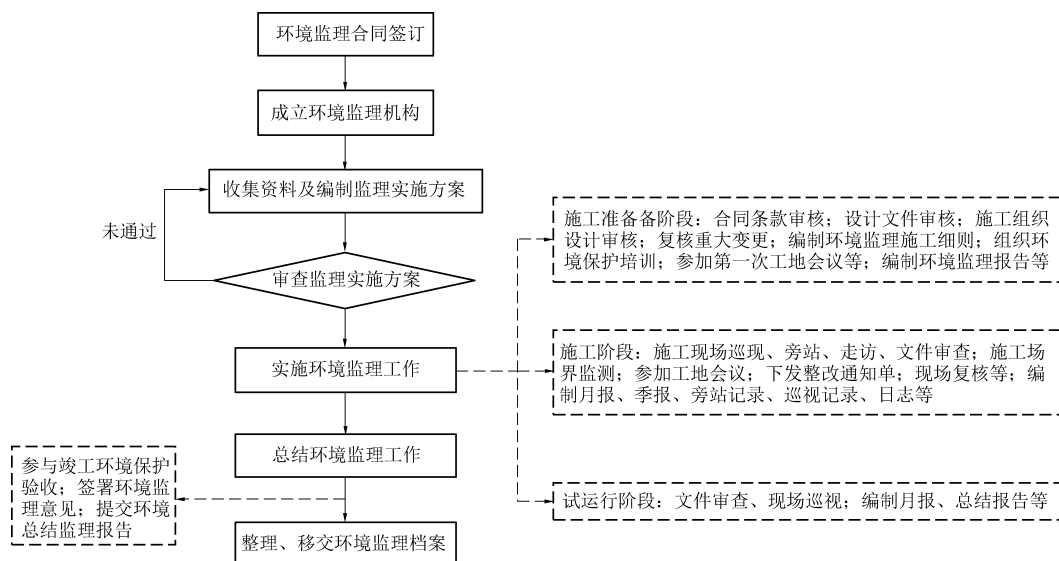 环境监理合同签订
成立环境监理机构
收集资料及编制监理实施方案
未通过
审查监理实施方案
施工准备备阶段：合同条款审核；设计文件审核；施工组织
设计审核；复核重大变更；编制环境监理施工细则；组织环
境保护培训；参加第一次工地会议等；编制环境监理报告等
实施环境监理工作
施工阶段：施工现场巡现、旁站、走访、文件审查；施工场
界监测；参加工地会议；下发整改通知单；现场复核等；编
制月报、季报、旁站记录、巡视记录、日志等
总结环境监理工作
参与竣工环境保护
验收；签署环境监
理意见；提交环境
总结监理报告
试运行阶段：文件审查、现场巡视；编制月报、总结报告等
整理、移交环境监理档案